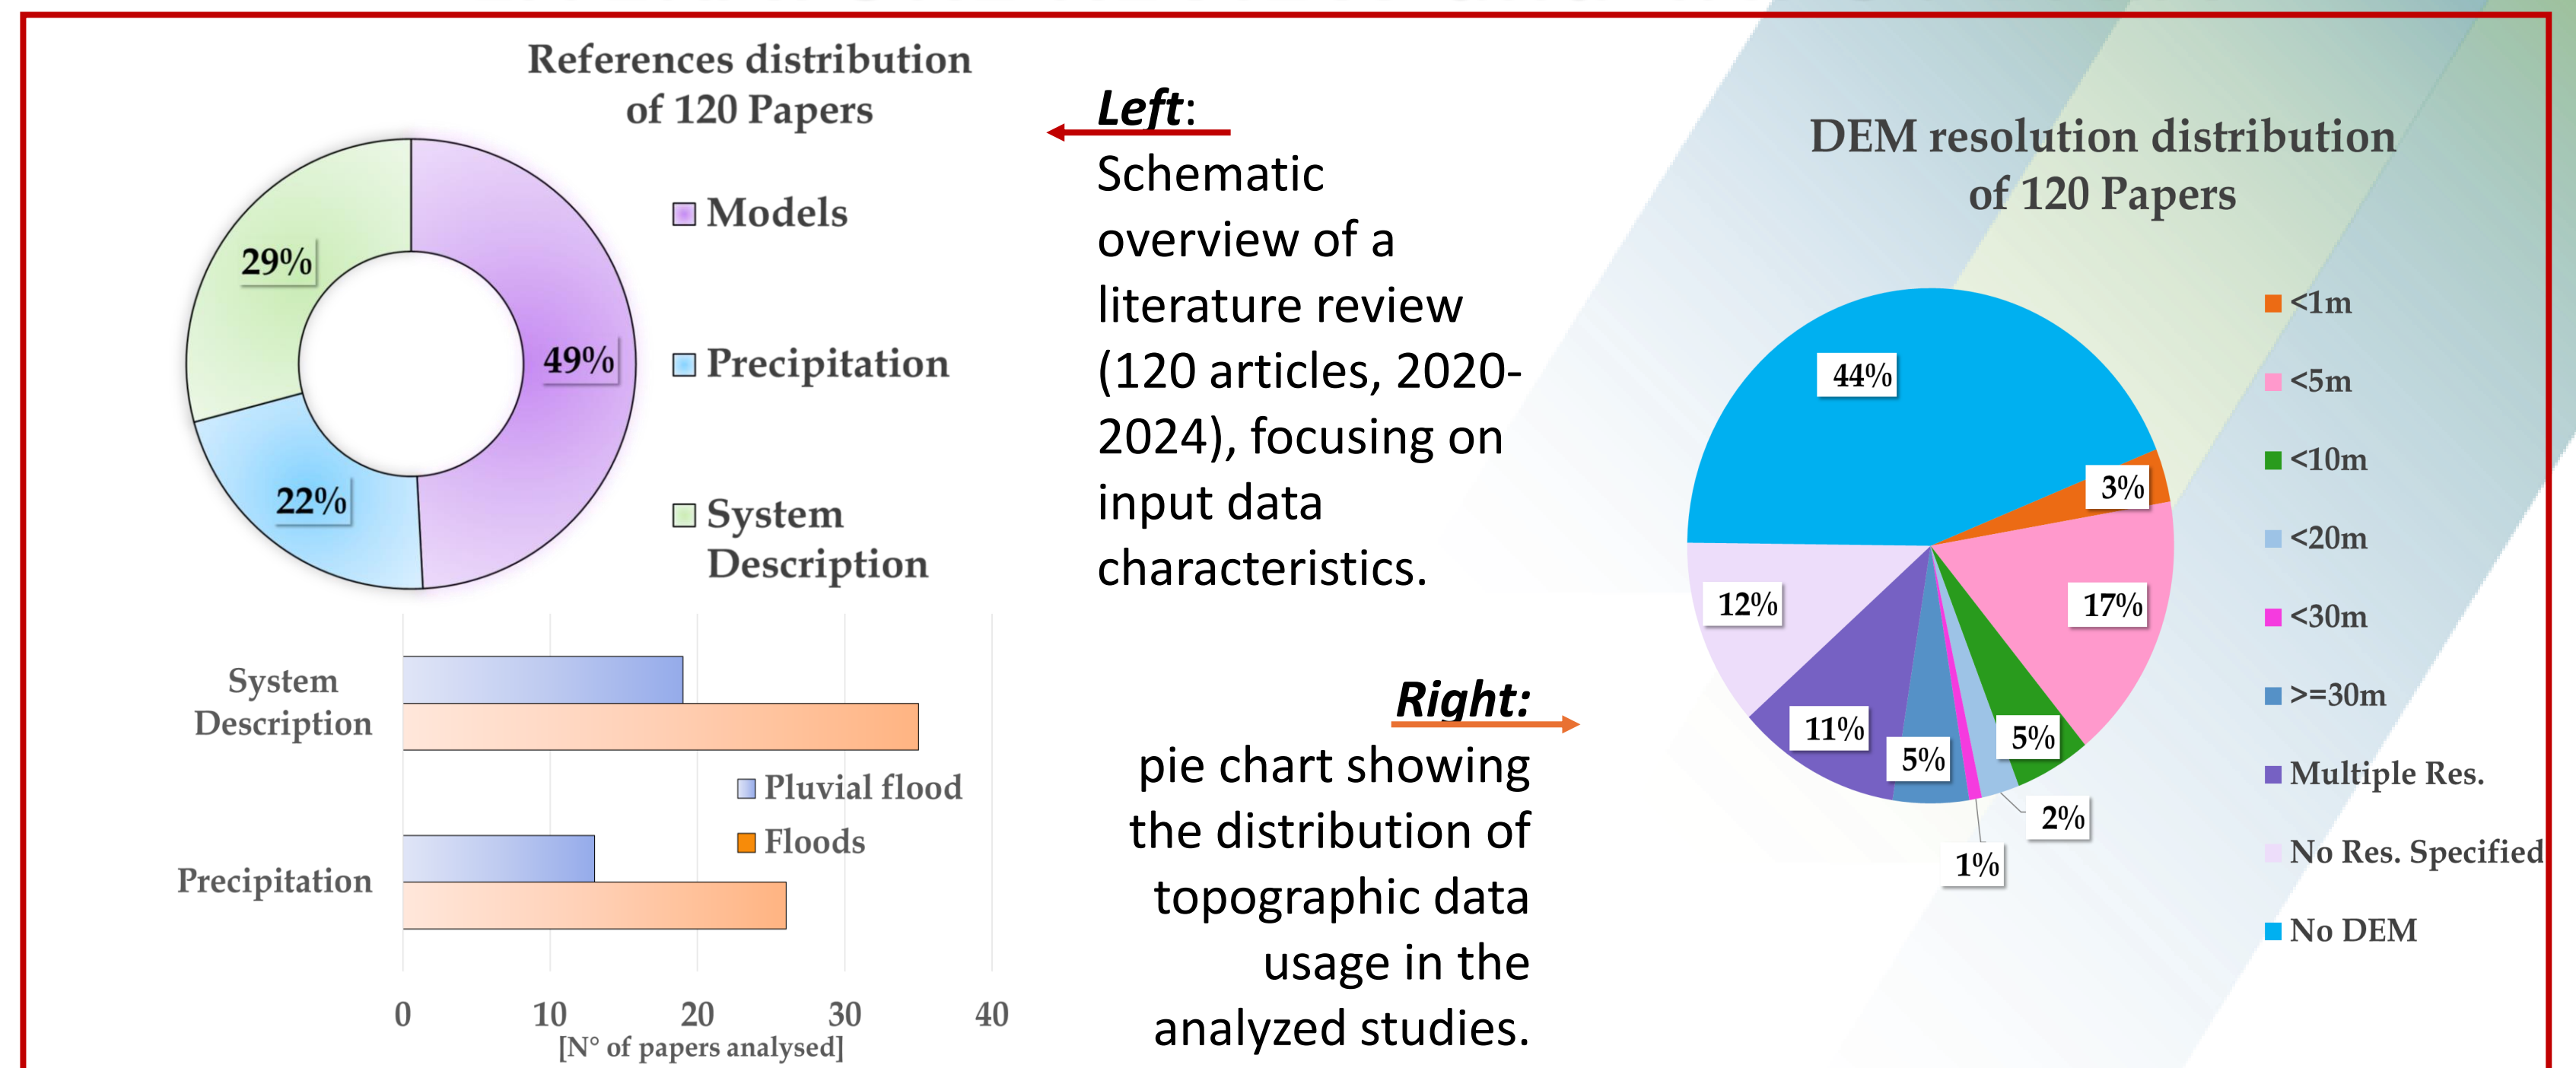 References distribution
of 120 Papers
29%
49%
22%
Models
Precipitation
System
Description
System
Description
Precipitation
Pluvial flood
Floods
0 10 20 30 40
[N° of papers analysed]
Left:
Schematic
overview of a
literature review
(120 articles, 2020-
2024), focusing on
input data
characteristics.
Right:
pie chart showing
the distribution of
topographic data
usage in the
analyzed studies.
DEM resolution distribution
of 120 Papers
44%
3%
17%
12%
11%
5%
5%
2%
1%
<1m
<5m
<10m
<20m
<30m
>=30m
Multiple Res.
No Res. Specified
No DEM